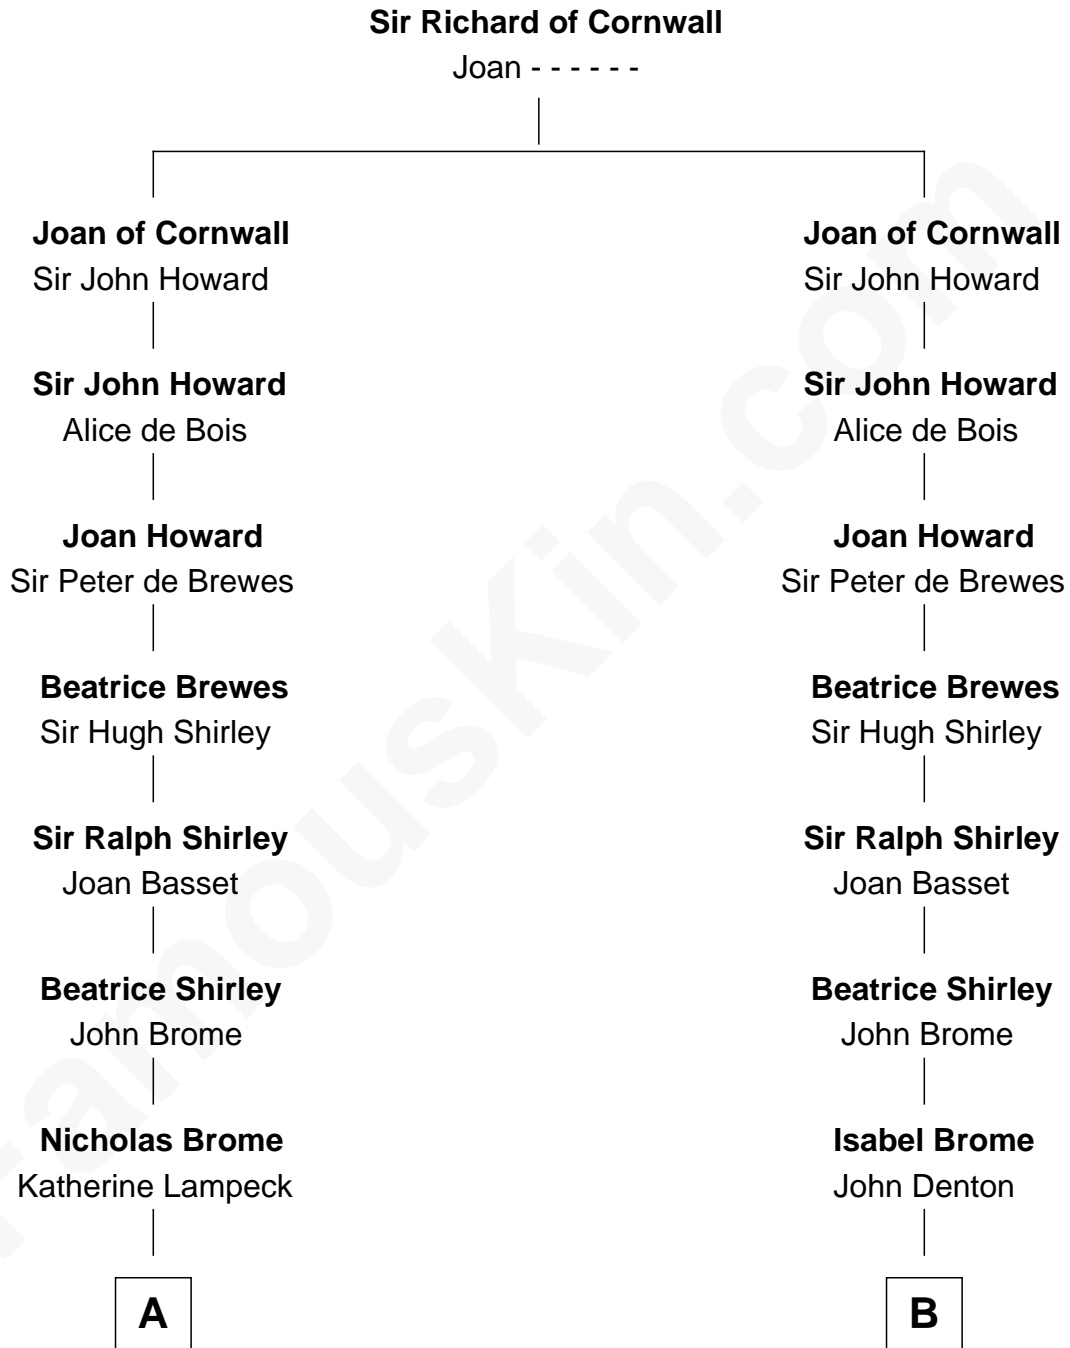 Sir Richard of Cornwall
Joan - - - - - -
Joan of Cornwall
Sir John Howard
Sir John Howard
Alice de Bois
Joan Howard
Sir Peter de Brewes
Beatrice Brewes
Sir Hugh Shirley
Sir Ralph Shirley
Joan Basset
Beatrice Shirley
John Brome
Nicholas Brome
Katherine Lampeck
A
Joan of Cornwall
Sir John Howard
Sir John Howard
Alice de Bois
Joan Howard
Sir Peter de Brewes
Beatrice Brewes
Sir Hugh Shirley
Sir Ralph Shirley
Joan Basset
Beatrice Shirley
John Brome
Isabel Brome
John Denton
B
FamousKin.com